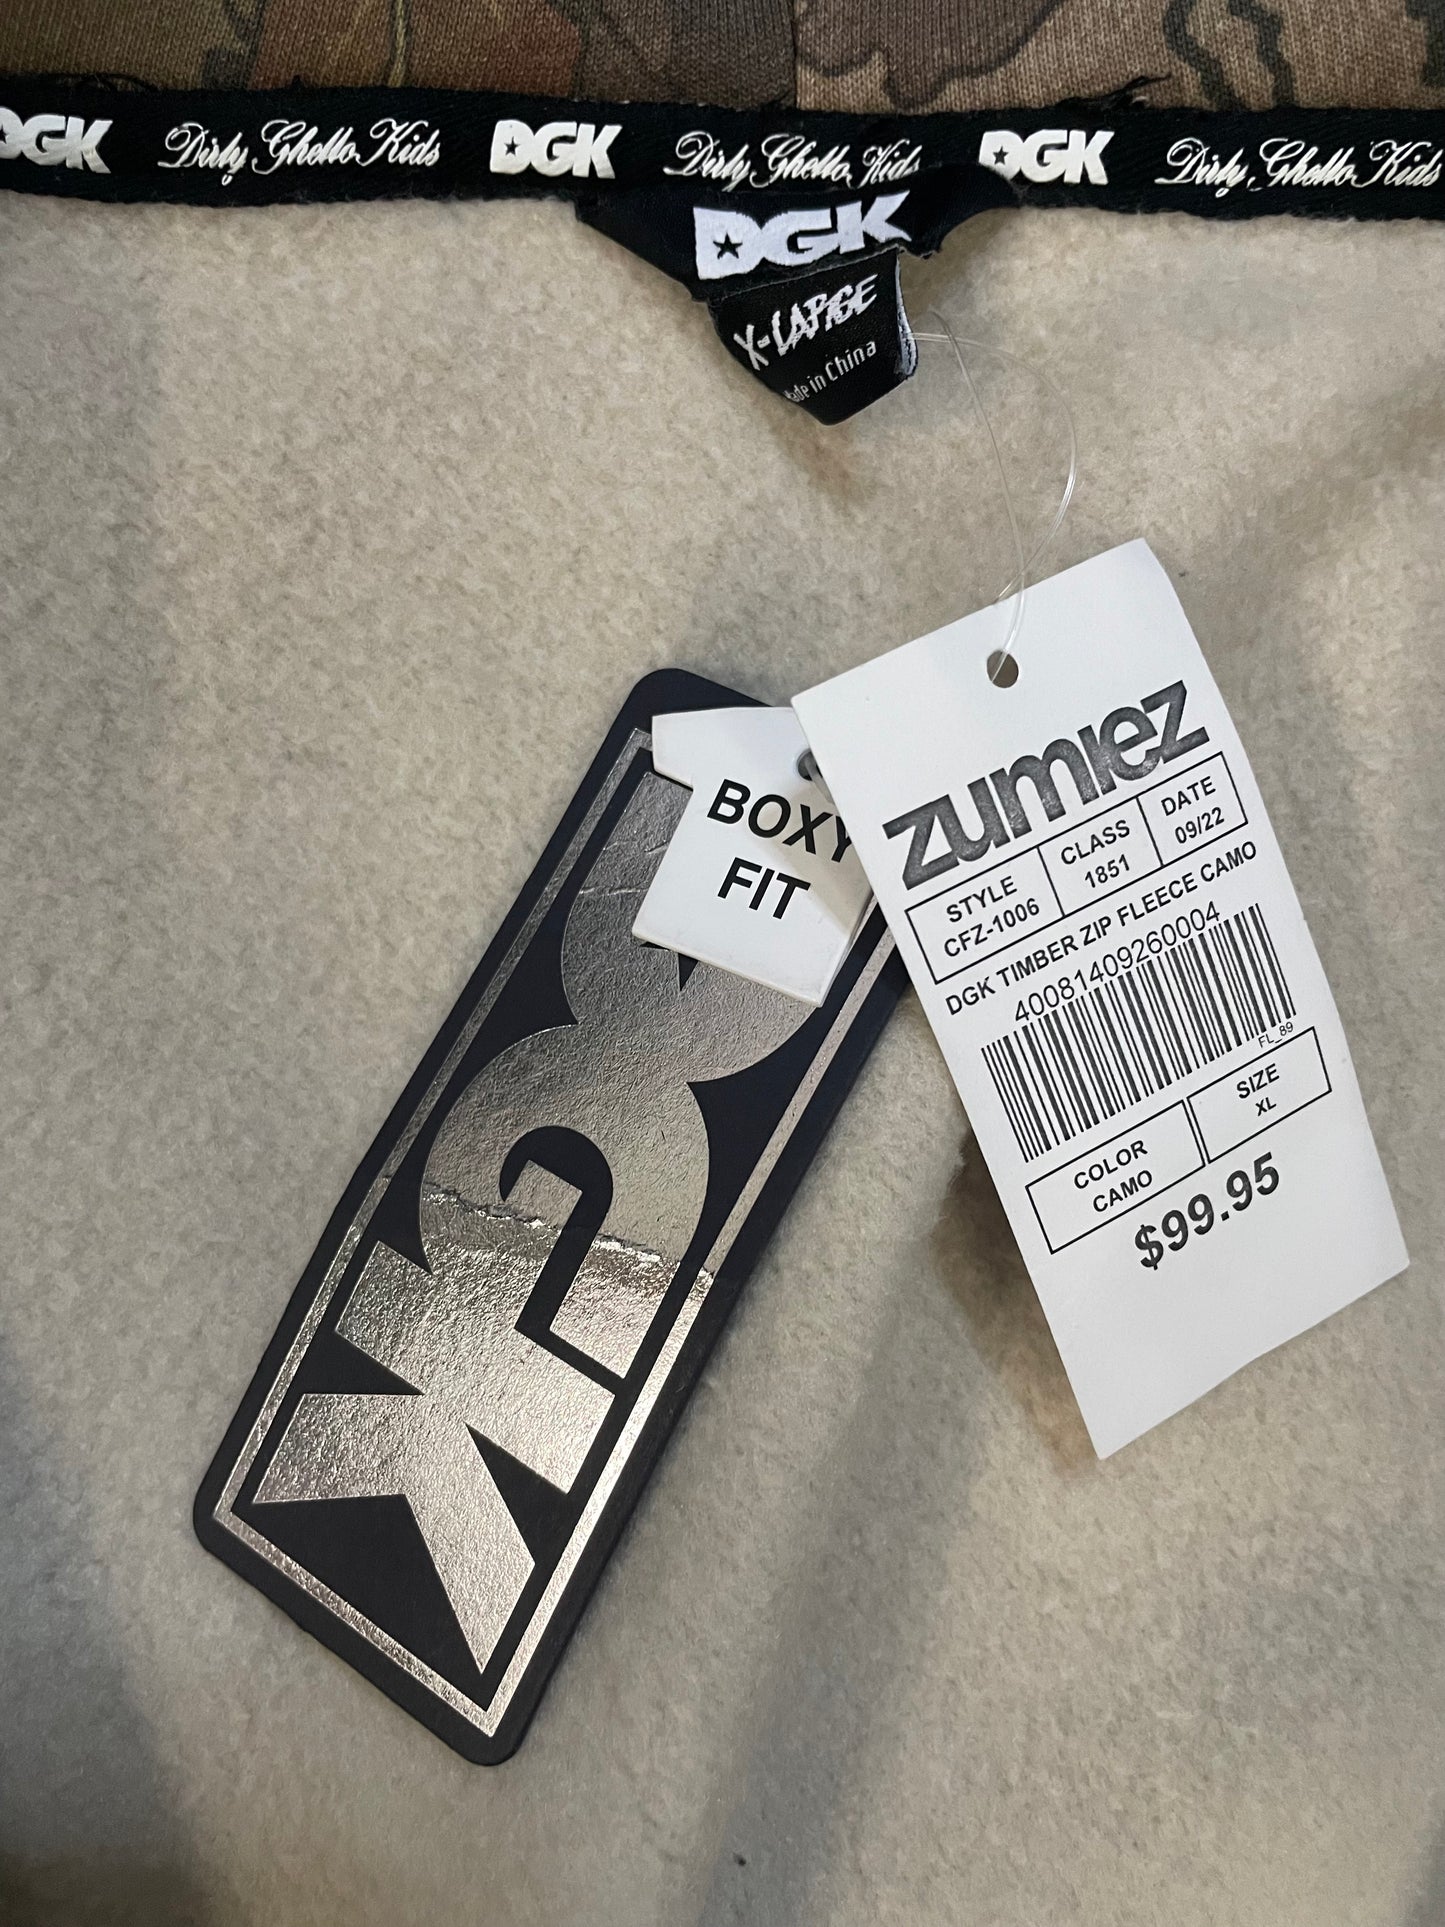 DGK Dirty Ghetto Kids DGK Dirty Ghetto Kids DGK Dirty Ghetto Kids
DGK
X-LARGE
Made in China
BOXY
FIT
DGK
zumiez
STYLE CLASS DATE
CFZ-1006 1851 09/22
DGK TIMBER ZIP FLEECE CAMO
40081409260004
FL_89
COLOR SIZE
CAMO XL
$99.95